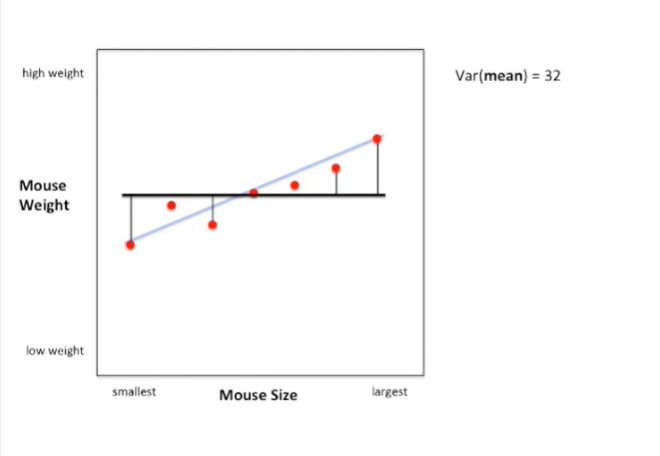 high weight
Var(mean) = 32
Mouse
Weight
low weight
smallest
Mouse Size
largest